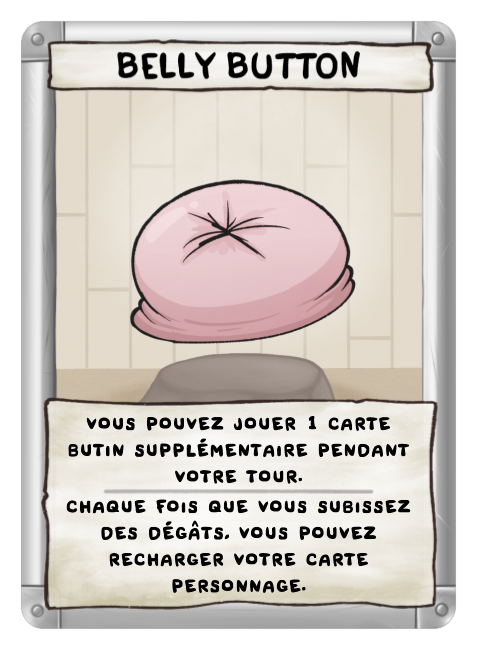 BELLY BUTTON
VOUS POUVEZ JOUER 1 CARTE
BUTIN SUPPLÉMENTAIRE PENDANT
VOTRE TOUR.
CHAQUE FOIS QUE VOUS SUBISSEZ
DES DÉGÂTS, VOUS POUVEZ
RECHARGER VOTRE CARTE
PERSONNAGE.